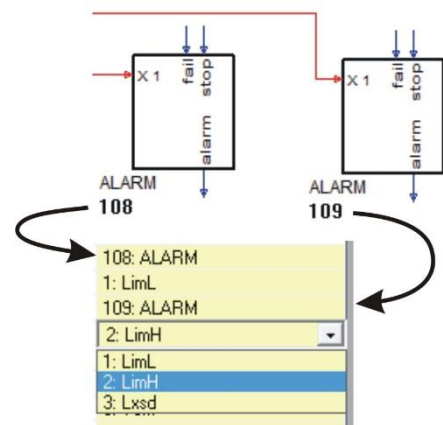 X 1
fail
stop
alarm
ALARM
108
X 1
fail
stop
alarm
ALARM
109
108: ALARM
1: LimL
109: ALARM
2: LimH
1: LimL
2: LimH
3: Lxsd